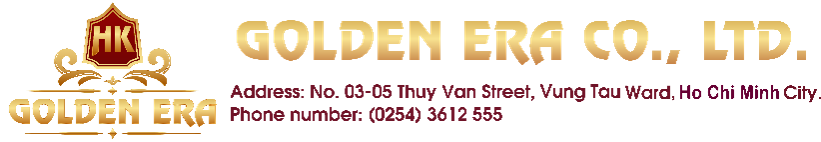 HK
GOLDEN ERA
GOLDEN ERA CO., LTD.
Address: No. 03-05 Thuy Van Street, Vung Tau Ward, Ho Chi Minh City.
Phone number: (0254) 3612 555